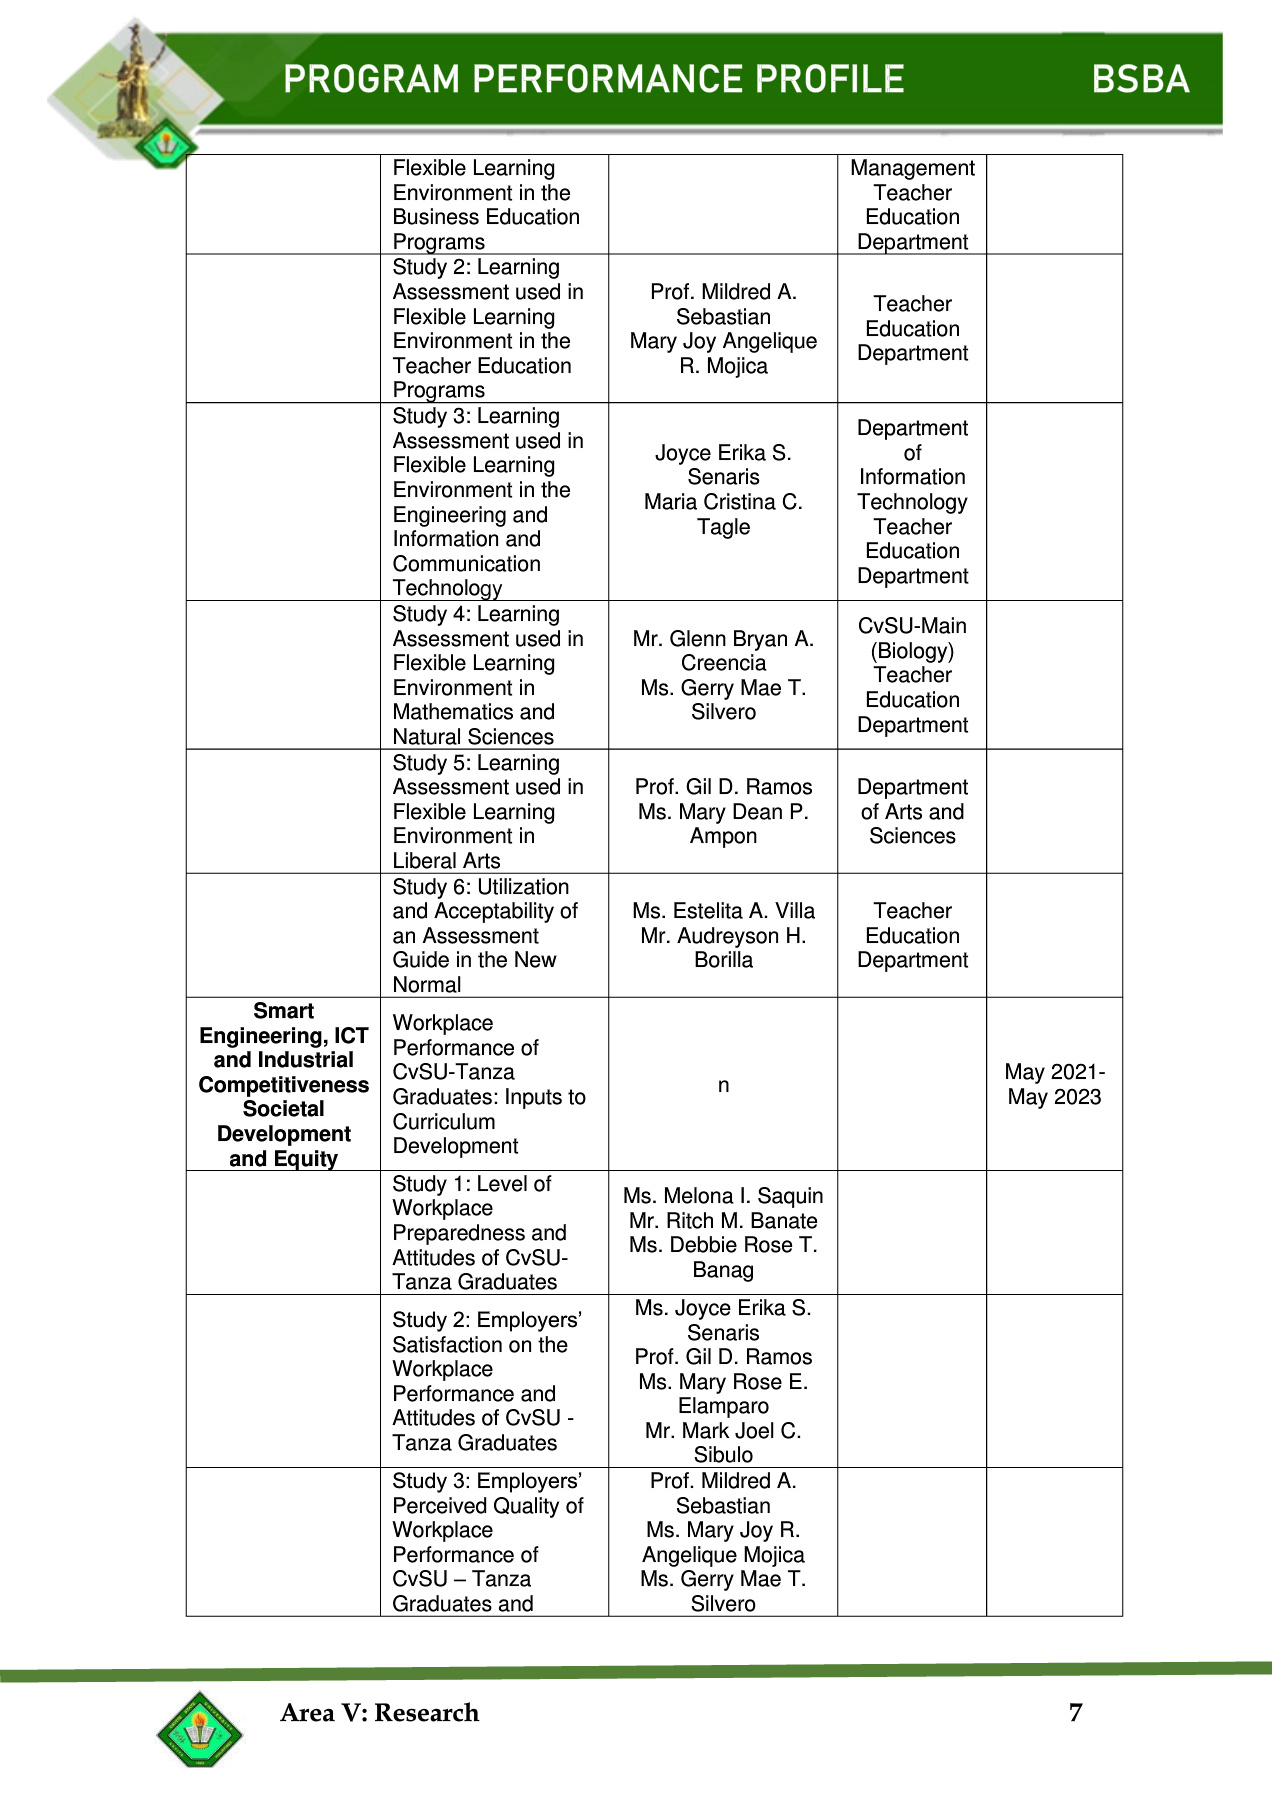 PROGRAM PERFORMANCE PROFILE BSBA
Flexible Learning
Environment in the
Business Education
Programs
Management
Teacher
Education
Department
Study 2: Learning
Assessment used in
Flexible Learning
Environment in the
Teacher Education
Programs
Prof. Mildred A.
Sebastian
Mary Joy Angelique
R. Mojica
Teacher
Education
Department
Study 3: Learning
Assessment used in
Flexible Learning
Environment in the
Engineering and
Information and
Communication
Technology
Joyce Erika S.
Senaris
Maria Cristina C.
Tagle
Department
of
Information
Technology
Teacher
Education
Department
Study 4: Learning
Assessment used in
Flexible Learning
Environment in
Mathematics and
Natural Sciences
Mr. Glenn Bryan A.
Creencia
Ms. Gerry Mae T.
Silvero
CvSU-Main
(Biology)
Teacher
Education
Department
Study 5: Learning
Assessment used in
Flexible Learning
Environment in
Liberal Arts
Prof. Gil D. Ramos
Ms. Mary Dean P.
Ampon
Department
of Arts and
Sciences
Study 6: Utilization
and Acceptability of
an Assessment
Guide in the New
Normal
Ms. Estelita A. Villa
Mr. Audreyson H.
Borilla
Teacher
Education
Department
Smart
Engineering, ICT
and Industrial
Competitiveness
Societal
Development
and Equity
Workplace
Performance of
CvSU-Tanza
Graduates: Inputs to
Curriculum
Development
n
May 2021-
May 2023
Study 1: Level of
Workplace
Preparedness and
Attitudes of CvSU-
Tanza Graduates
Ms. Melona I. Saquin
Mr. Ritch M. Banate
Ms. Debbie Rose T.
Banag
Study 2: Employers’
Satisfaction on the
Workplace
Performance and
Attitudes of CvSU -
Tanza Graduates
Ms. Joyce Erika S.
Senaris
Prof. Gil D. Ramos
Ms. Mary Rose E.
Elamparo
Mr. Mark Joel C.
Sibulo
Study 3: Employers’
Perceived Quality of
Workplace
Performance of
CvSU – Tanza
Graduates and
Prof. Mildred A.
Sebastian
Ms. Mary Joy R.
Angelique Mojica
Ms. Gerry Mae T.
Silvero
Area V: Research 7